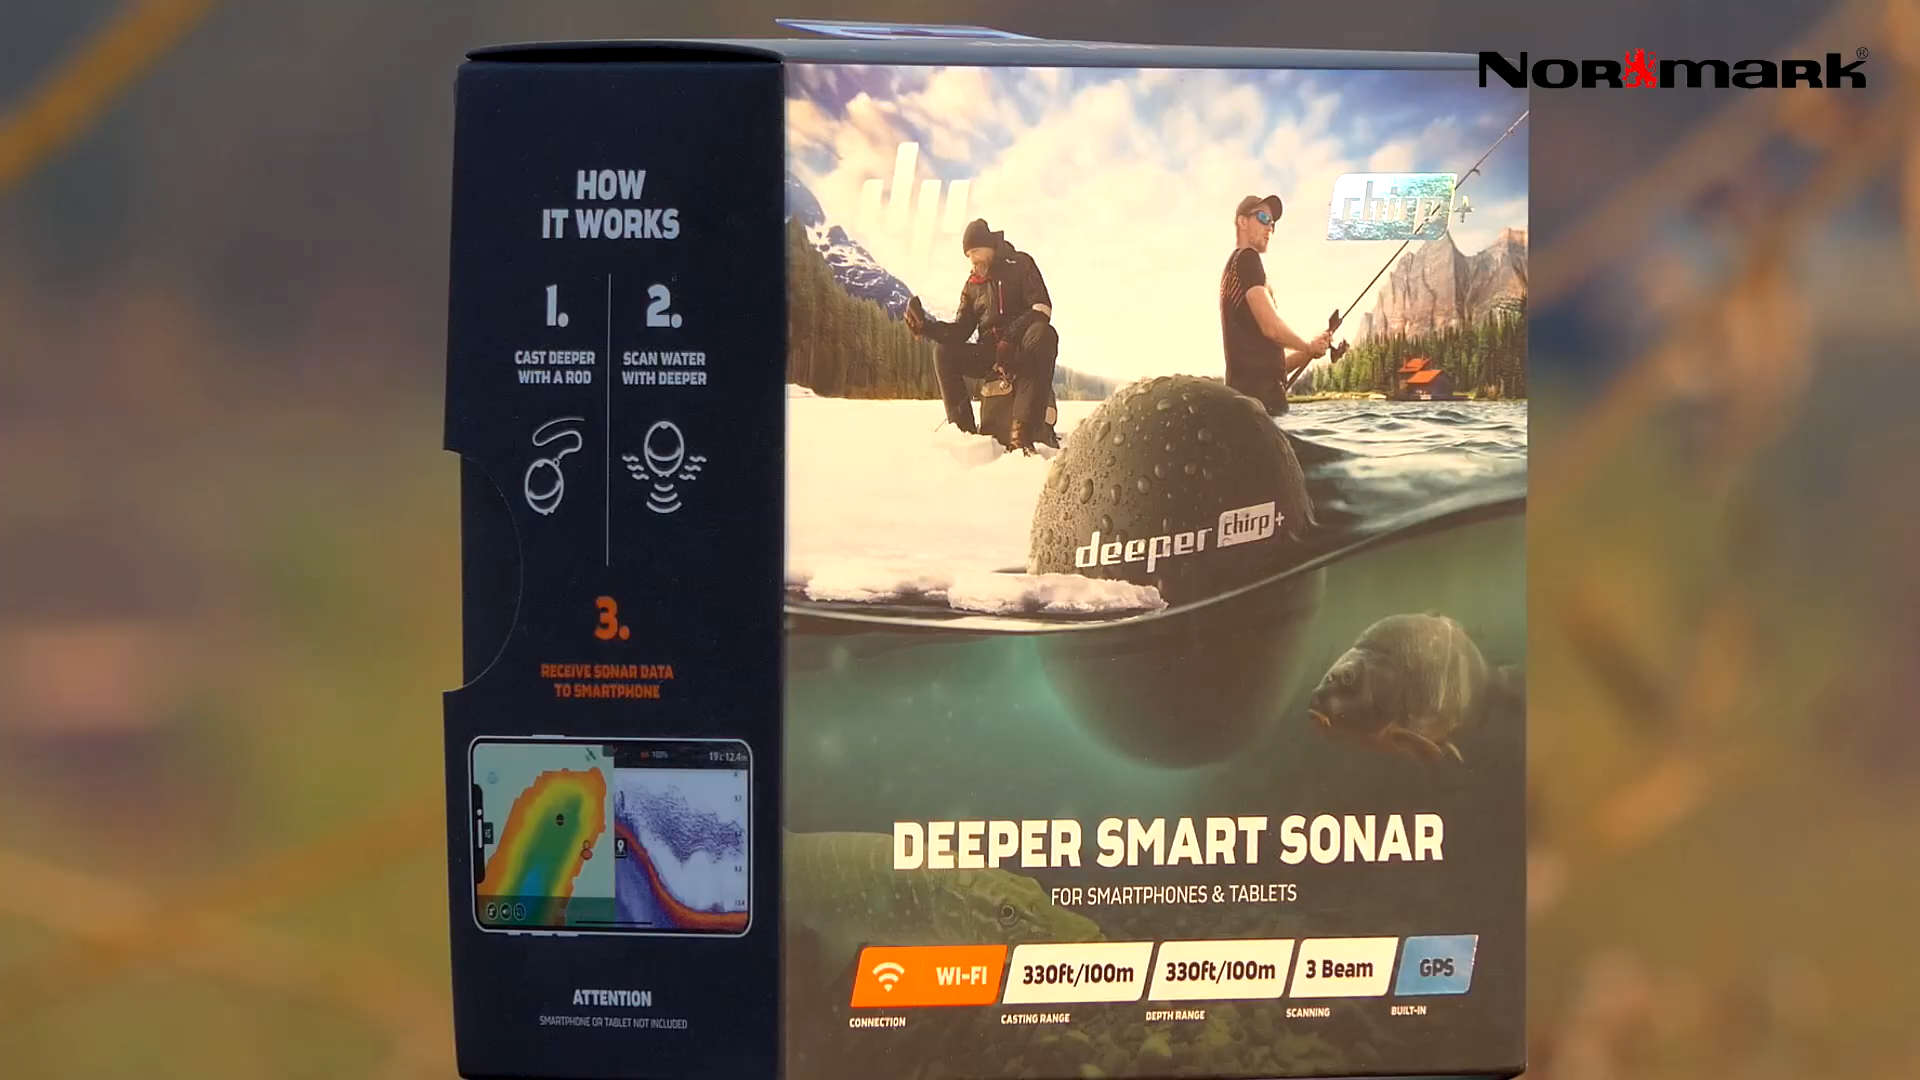 NORMARK®
HOW
IT WORKS
1.
CAST DEEPER
WITH A ROD
2.
SCAN WATER
WITH DEEPER
3.
RECEIVE SONAR DATA
TO SMARTPHONE
100%
ATTENTION
SMARTPHONE OR TABLET NOT INCLUDED
chirp+
deeper chirp+
DEEPER SMART SONAR
FOR SMARTPHONES & TABLETS
WI-FI
CONNECTION
330ft/100m
CASTING RANGE
330ft/100m
DEPTH RANGE
3 Beam
SCANNING
GPS
BUILT-IN